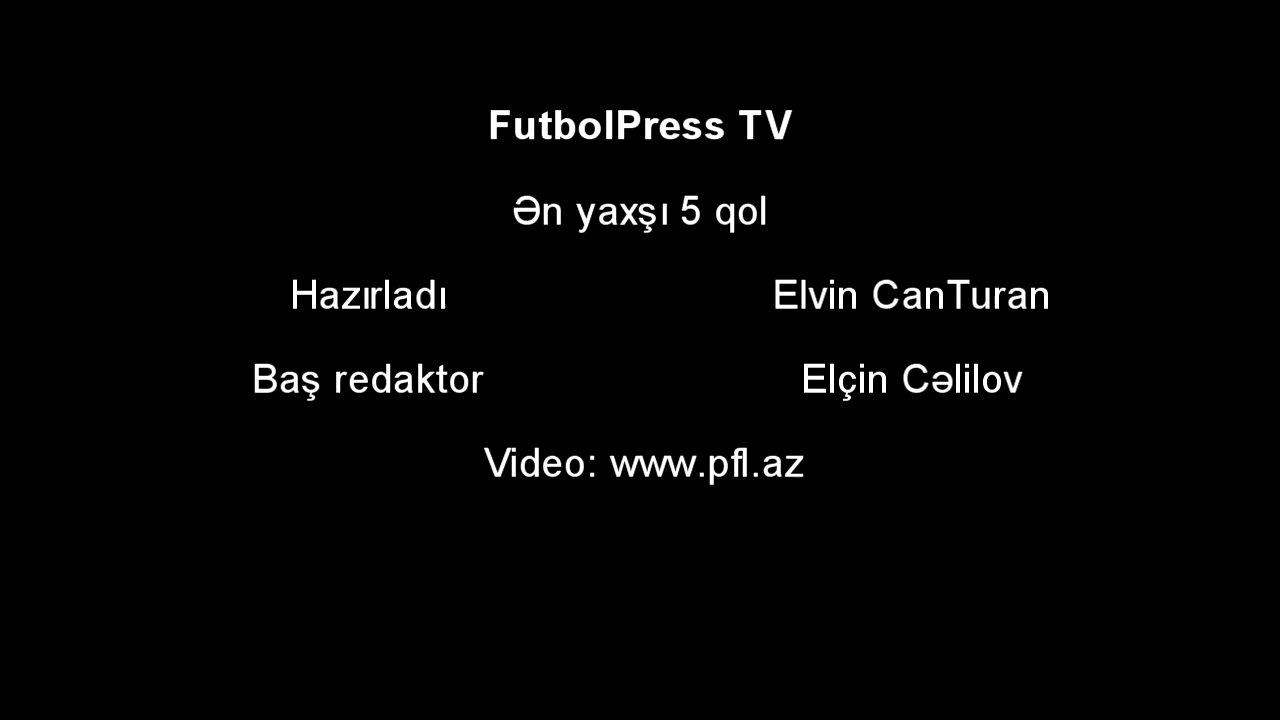 FutbolPress TV
Ən yaxşı 5 qol
Hazırladı Elvin CanTuran
Baş redaktor Elçin Cəlilov
Video: www.pfl.az